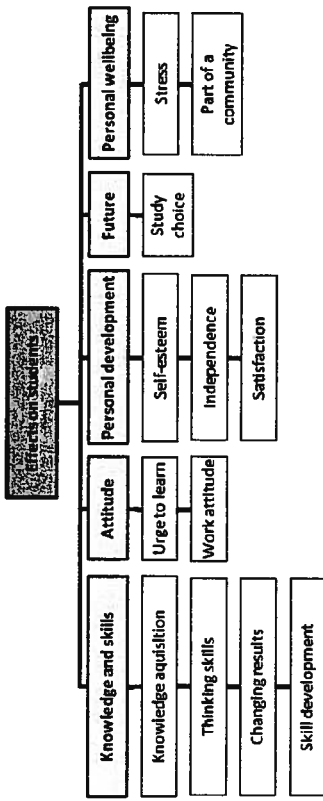 Effects on Students
Knowledge and skills
Knowledge aquisition
Thinking skills
Changing results
Skill development
Attitude
Urge to learn
Work attitude
Personal development
Self-esteem
Independence
Satisfaction
Future
Study
choice
Personal wellbeing
Stress
Part of a
community